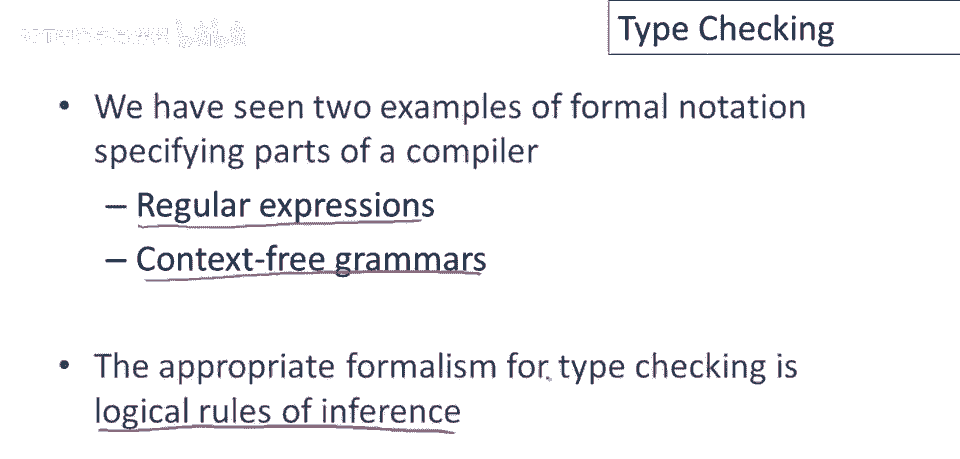 Type Checking
• We have seen two examples of formal notation
specifying parts of a compiler
– Regular expressions
– Context-free grammars
• The appropriate formalism for type checking is
logical rules of inference